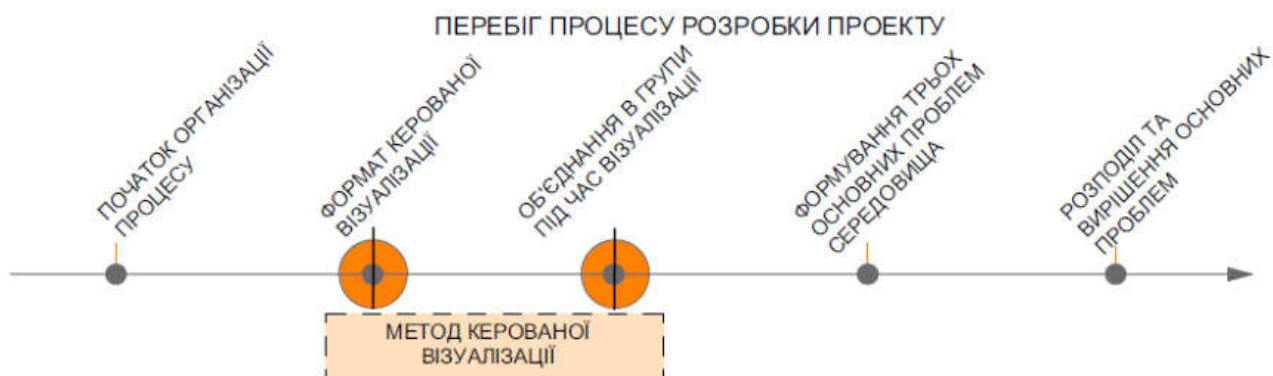 ПЕРЕБІГ ПРОЦЕСУ РОЗРОБКИ ПРОЕКТУ
ПОЧАТОК ОРГАНІЗАЦІЇ
ПРОЦЕСУ
ФОРМАТ КЕРОВАНОЇ
ВІЗУАЛІЗАЦІЇ
ОБ'ЄДНАННЯ В ГРУПИ
ПІД ЧАС ВІЗУАЛІЗАЦІЇ
ФОРМУВАННЯ ТРЬОХ
ОСНОВНИХ ПРОБЛЕМ
СЕРЕДОВИЩА
РОЗПОДІЛ ТА
ВИРІШЕННЯ ОСНОВНИХ
ПРОБЛЕМ
МЕТОД КЕРОВАНОЇ
ВІЗУАЛІЗАЦІЇ